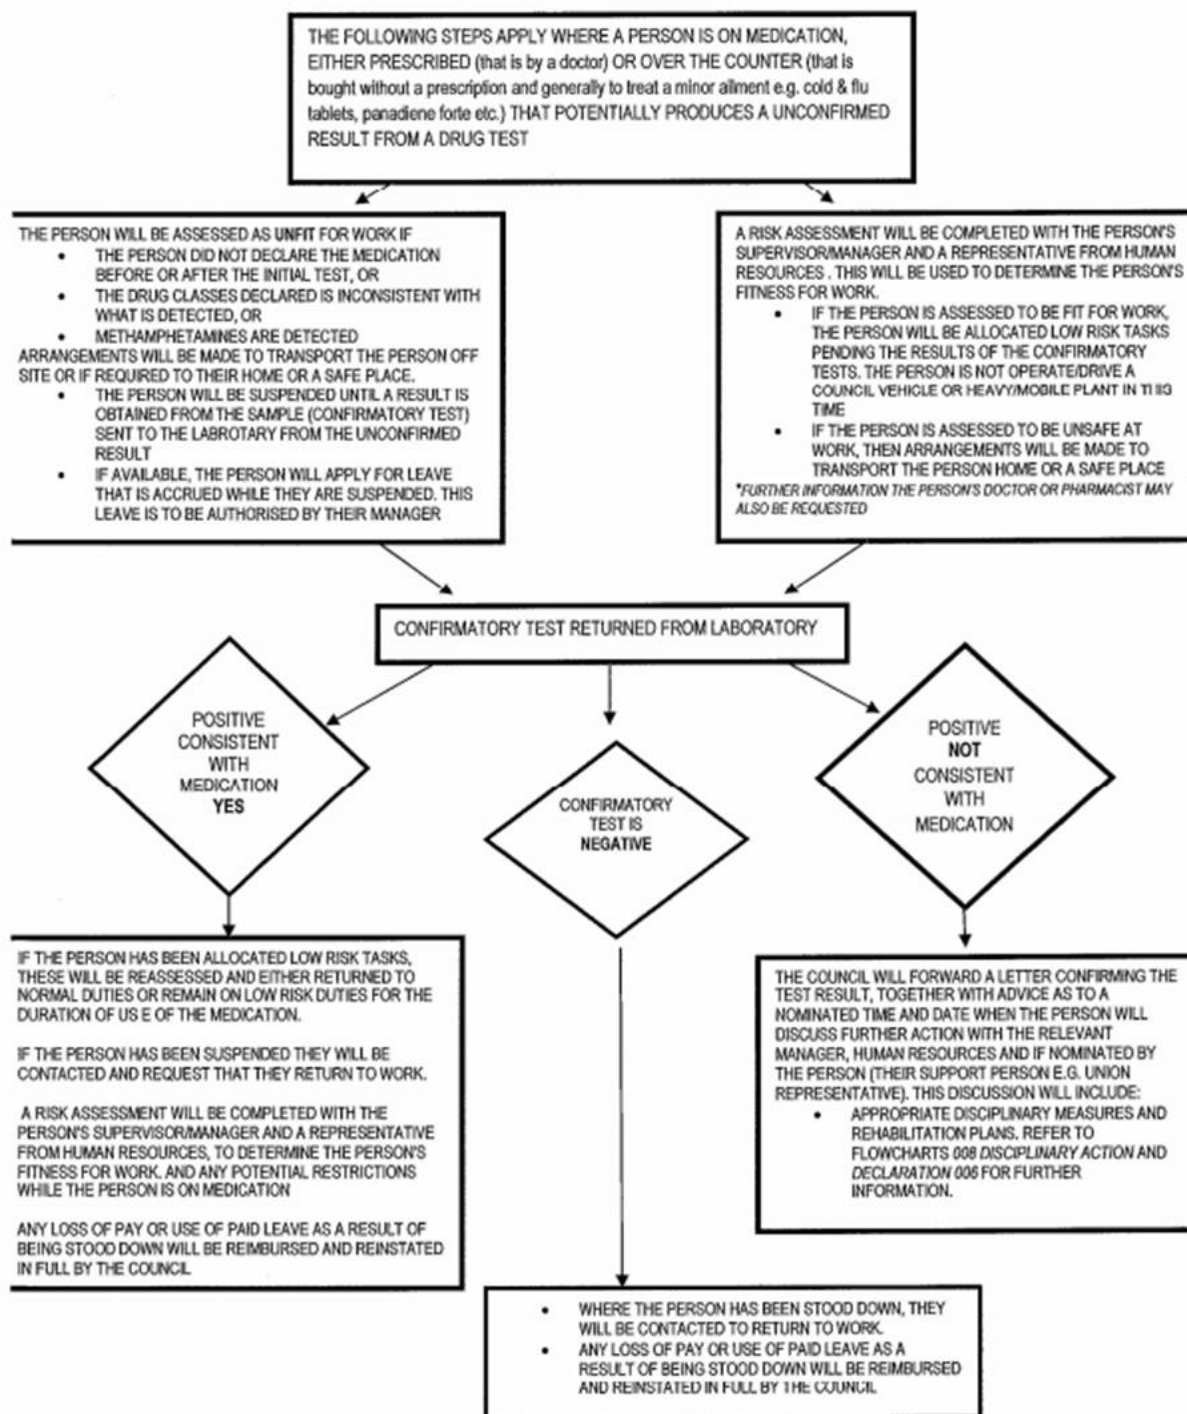 THE FOLLOWING STEPS APPLY WHERE A PERSON IS ON MEDICATION,
EITHER PRESCRIBED (that is by a doctor) OR OVER THE COUNTER (that is
bought without a prescription and generally to treat a minor ailment e.g. cold & flu
tablets, panadiene forte etc.) THAT POTENTIALLY PRODUCES A UNCONFIRMED
RESULT FROM A DRUG TEST
THE PERSON WILL BE ASSESSED AS UNFIT FOR WORK IF
• THE PERSON DID NOT DECLARE THE MEDICATION
BEFORE OR AFTER THE INITIAL TEST, OR
• THE DRUG CLASSES DECLARED IS INCONSISTENT WITH
WHAT IS DETECTED, OR
• METHAMPHETAMINES ARE DETECTED
ARRANGEMENTS WILL BE MADE TO TRANSPORT THE PERSON OFF
SITE OR IF REQUIRED TO THEIR HOME OR A SAFE PLACE.
• THE PERSON WILL BE SUSPENDED UNTIL A RESULT IS
OBTAINED FROM THE SAMPLE (CONFIRMATORY TEST)
SENT TO THE LABROTARY FROM THE UNCONFIRMED
RESULT
• IF AVAILABLE, THE PERSON WILL APPLY FOR LEAVE
THAT IS ACCRUED WHILE THEY ARE SUSPENDED. THIS
LEAVE IS TO BE AUTHORISED BY THEIR MANAGER
A RISK ASSESSMENT WILL BE COMPLETED WITH THE PERSON'S
SUPERVISOR/MANAGER AND A REPRESENTATIVE FROM HUMAN
RESOURCES . THIS WILL BE USED TO DETERMINE THE PERSON'S
FITNESS FOR WORK.
• IF THE PERSON IS ASSESSED TO BE FIT FOR WORK,
THE PERSON WILL BE ALLOCATED LOW RISK TASKS
PENDING THE RESULTS OF THE CONFIRMATORY
TESTS. THE PERSON IS NOT OPERATE/DRIVE A
COUNCIL VEHICLE OR HEAVY/MOBILE PLANT IN THIS
TIME
• IF THE PERSON IS ASSESSED TO BE UNSAFE AT
WORK, THEN ARRANGEMENTS WILL BE MADE TO
TRANSPORT THE PERSON HOME OR A SAFE PLACE
*FURTHER INFORMATION THE PERSON'S DOCTOR OR PHARMACIST MAY
ALSO BE REQUESTED
CONFIRMATORY TEST RETURNED FROM LABORATORY
POSITIVE
CONSISTENT
WITH
MEDICATION
YES
CONFIRMATORY
TEST IS
NEGATIVE
POSITIVE
NOT
CONSISTENT
WITH
MEDICATION
IF THE PERSON HAS BEEN ALLOCATED LOW RISK TASKS,
THESE WILL BE REASSESSED AND EITHER RETURNED TO
NORMAL DUTIES OR REMAIN ON LOW RISK DUTIES FOR THE
DURATION OF US E OF THE MEDICATION.
IF THE PERSON HAS BEEN SUSPENDED THEY WILL BE
CONTACTED AND REQUEST THAT THEY RETURN TO WORK.
A RISK ASSESSMENT WILL BE COMPLETED WITH THE
PERSON'S SUPERVISOR/MANAGER AND A REPRESENTATIVE
FROM HUMAN RESOURCES, TO DETERMINE THE PERSON'S
FITNESS FOR WORK. AND ANY POTENTIAL RESTRICTIONS
WHILE THE PERSON IS ON MEDICATION
ANY LOSS OF PAY OR USE OF PAID LEAVE AS A RESULT OF
BEING STOOD DOWN WILL BE REIMBURSED AND REINSTATED
IN FULL BY THE COUNCIL
THE COUNCIL WILL FORWARD A LETTER CONFIRMING THE
TEST RESULT, TOGETHER WITH ADVICE AS TO A
NOMINATED TIME AND DATE WHEN THE PERSON WILL
DISCUSS FURTHER ACTION WITH THE RELEVANT
MANAGER, HUMAN RESOURCES AND IF NOMINATED BY
THE PERSON (THEIR SUPPORT PERSON E.G. UNION
REPRESENTATIVE). THIS DISCUSSION WILL INCLUDE:
• APPROPRIATE DISCIPLINARY MEASURES AND
REHABILITATION PLANS. REFER TO
FLOWCHARTS 008 DISCIPLINARY ACTION AND
DECLARATION 006 FOR FURTHER
INFORMATION.
• WHERE THE PERSON HAS BEEN STOOD DOWN, THEY
WILL BE CONTACTED TO RETURN TO WORK.
• ANY LOSS OF PAY OR USE OF PAID LEAVE AS A
RESULT OF BEING STOOD DOWN WILL BE REIMBURSED
AND REINSTATED IN FULL BY THE COUNCIL